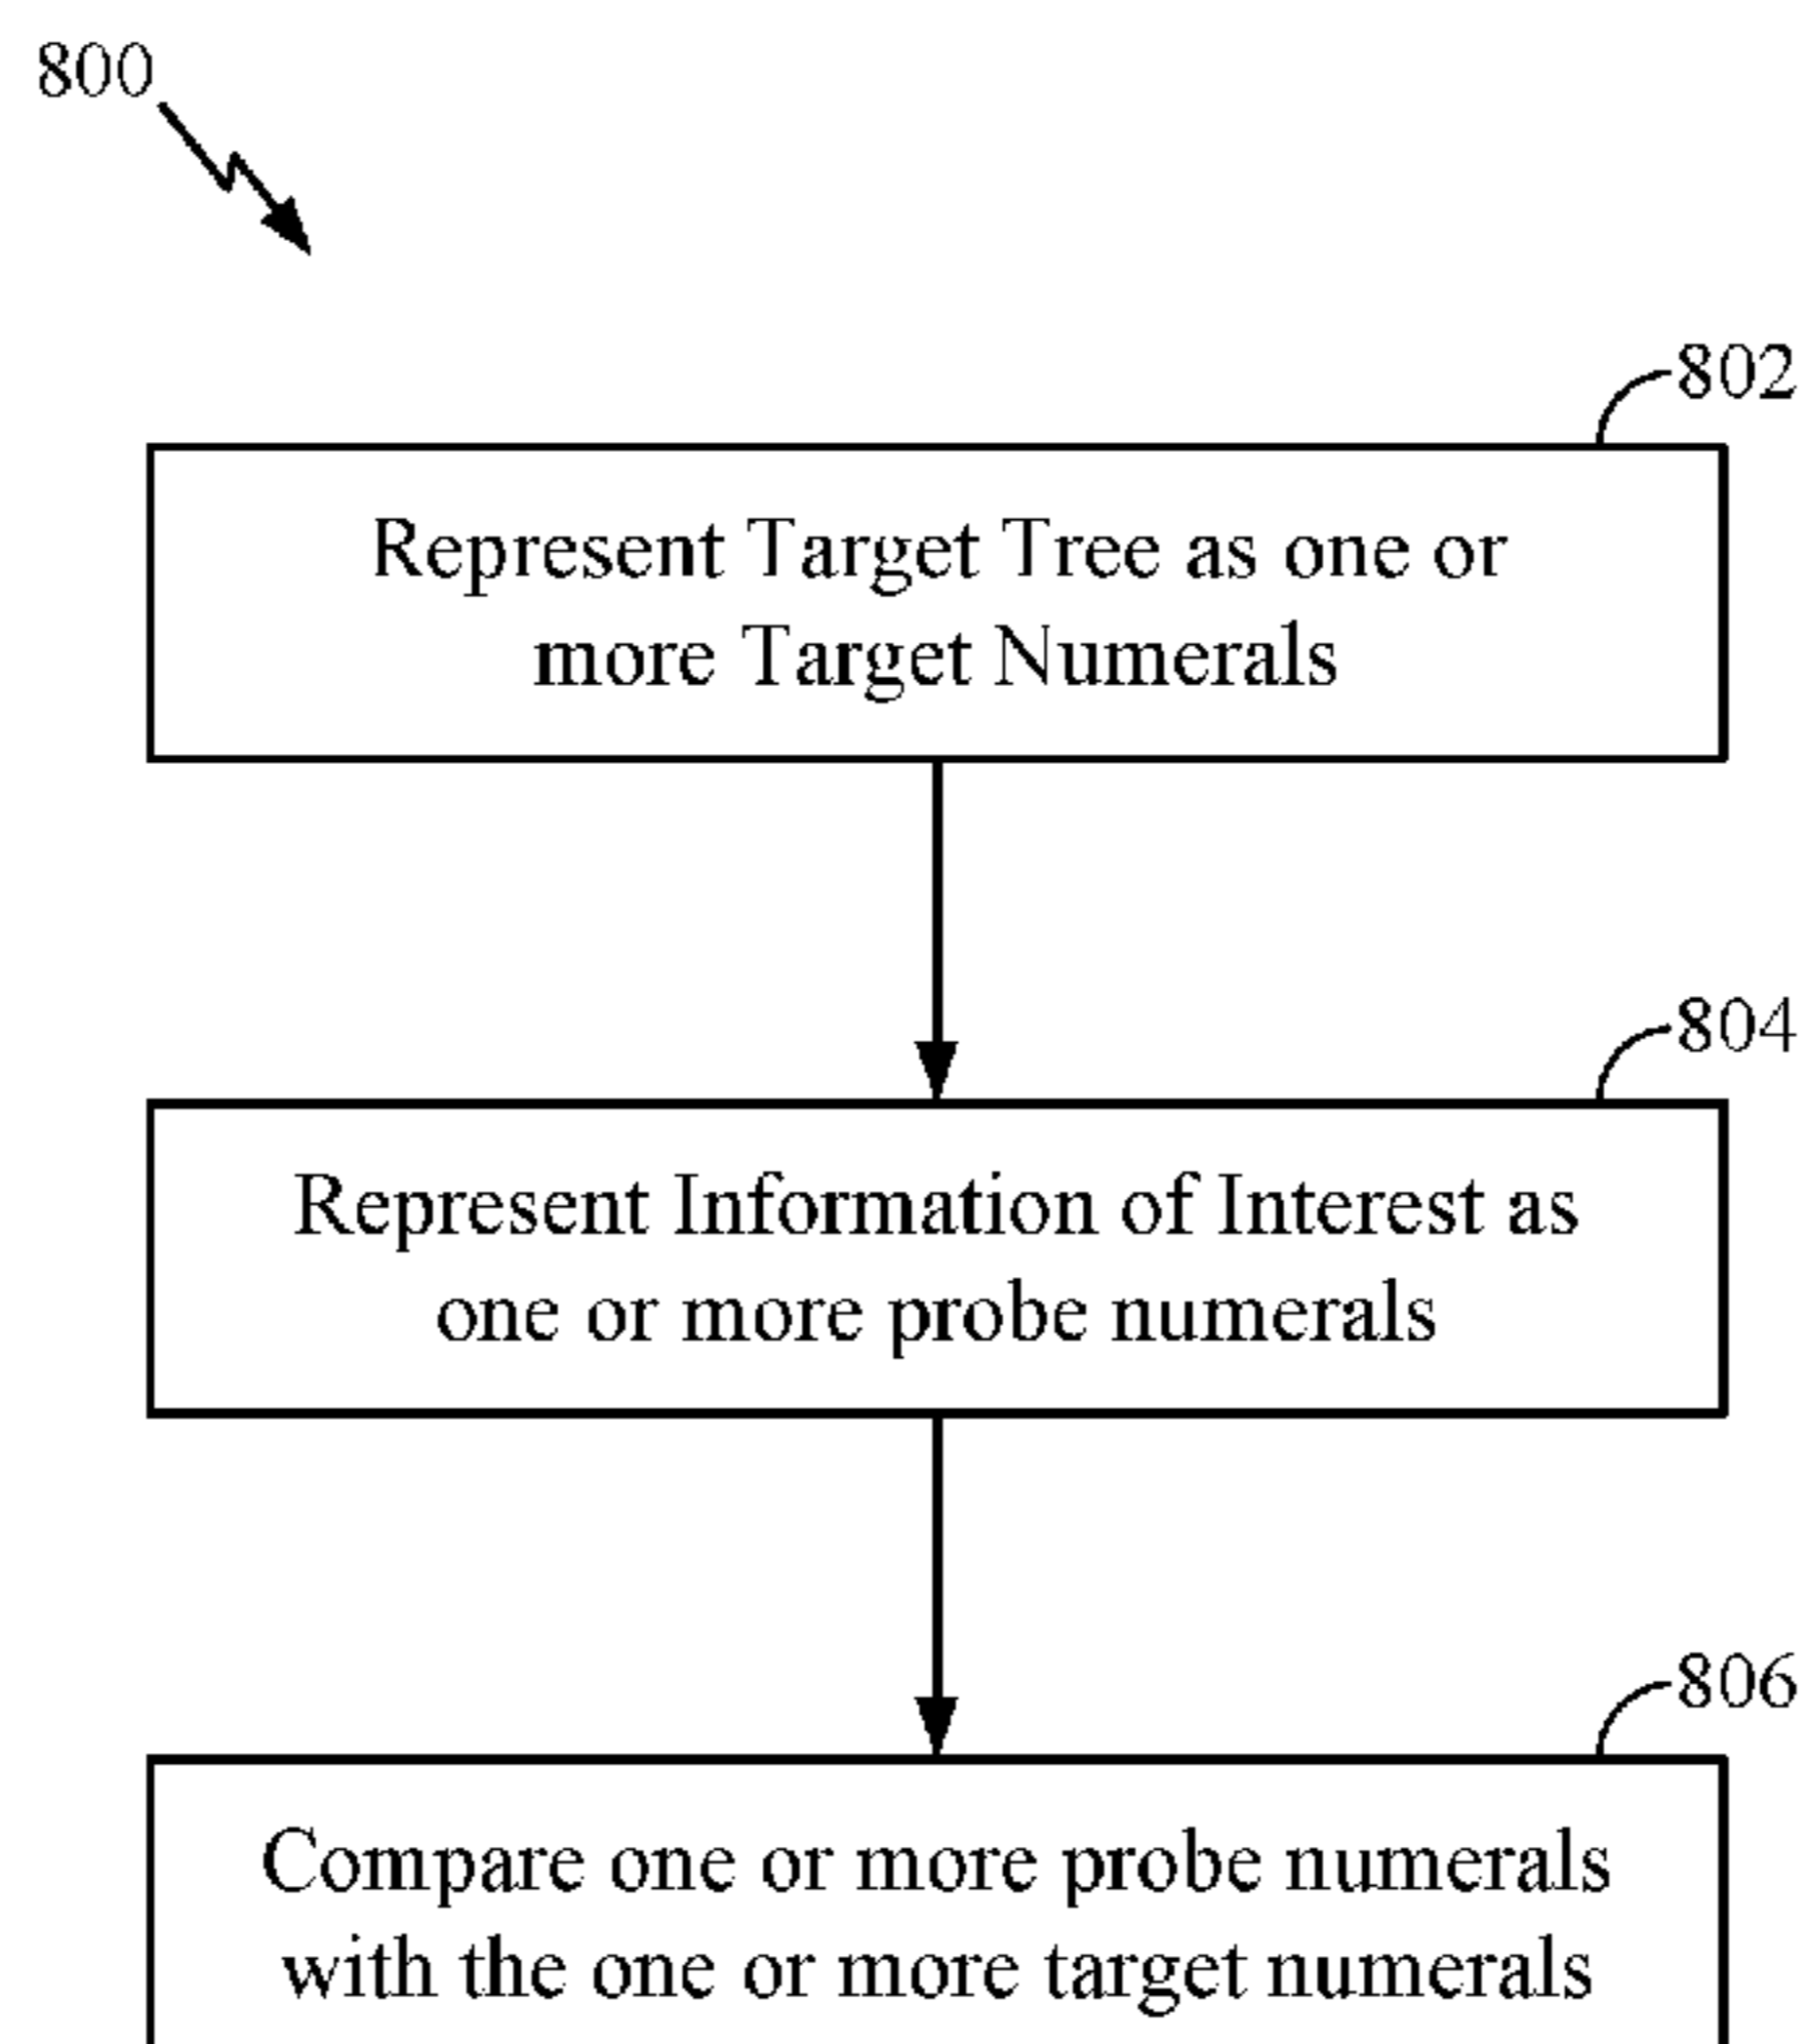 800
802
Represent Target Tree as one or
more Target Numerals
804
Represent Information of Interest as
one or more probe numerals
806
Compare one or more probe numerals
with the one or more target numerals